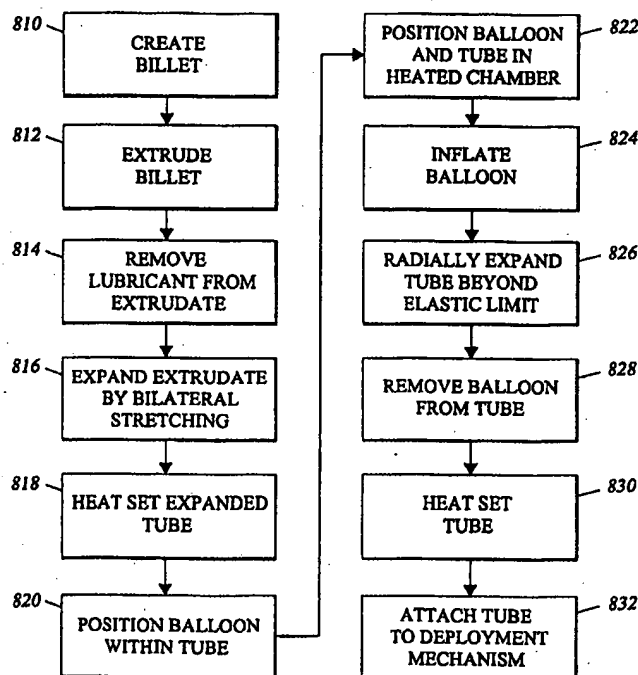 810
CREATE
BILLET
812
EXTRUDE
BILLET
814
REMOVE
LUBRICANT FROM
EXTRUDATE
816
EXPAND EXTRUDATE
BY BILATERAL
STRETCHING
818
HEAT SET EXPANDED
TUBE
820
POSITION BALLOON
WITHIN TUBE
822
POSITION BALLOON
AND TUBE IN
HEATED CHAMBER
824
INFLATE
BALLOON
826
RADIALLY EXPAND
TUBE BEYOND
ELASTIC LIMIT
828
REMOVE BALLOON
FROM TUBE
830
HEAT SET
TUBE
832
ATTACH TUBE
TO DEPLOYMENT
MECHANISM